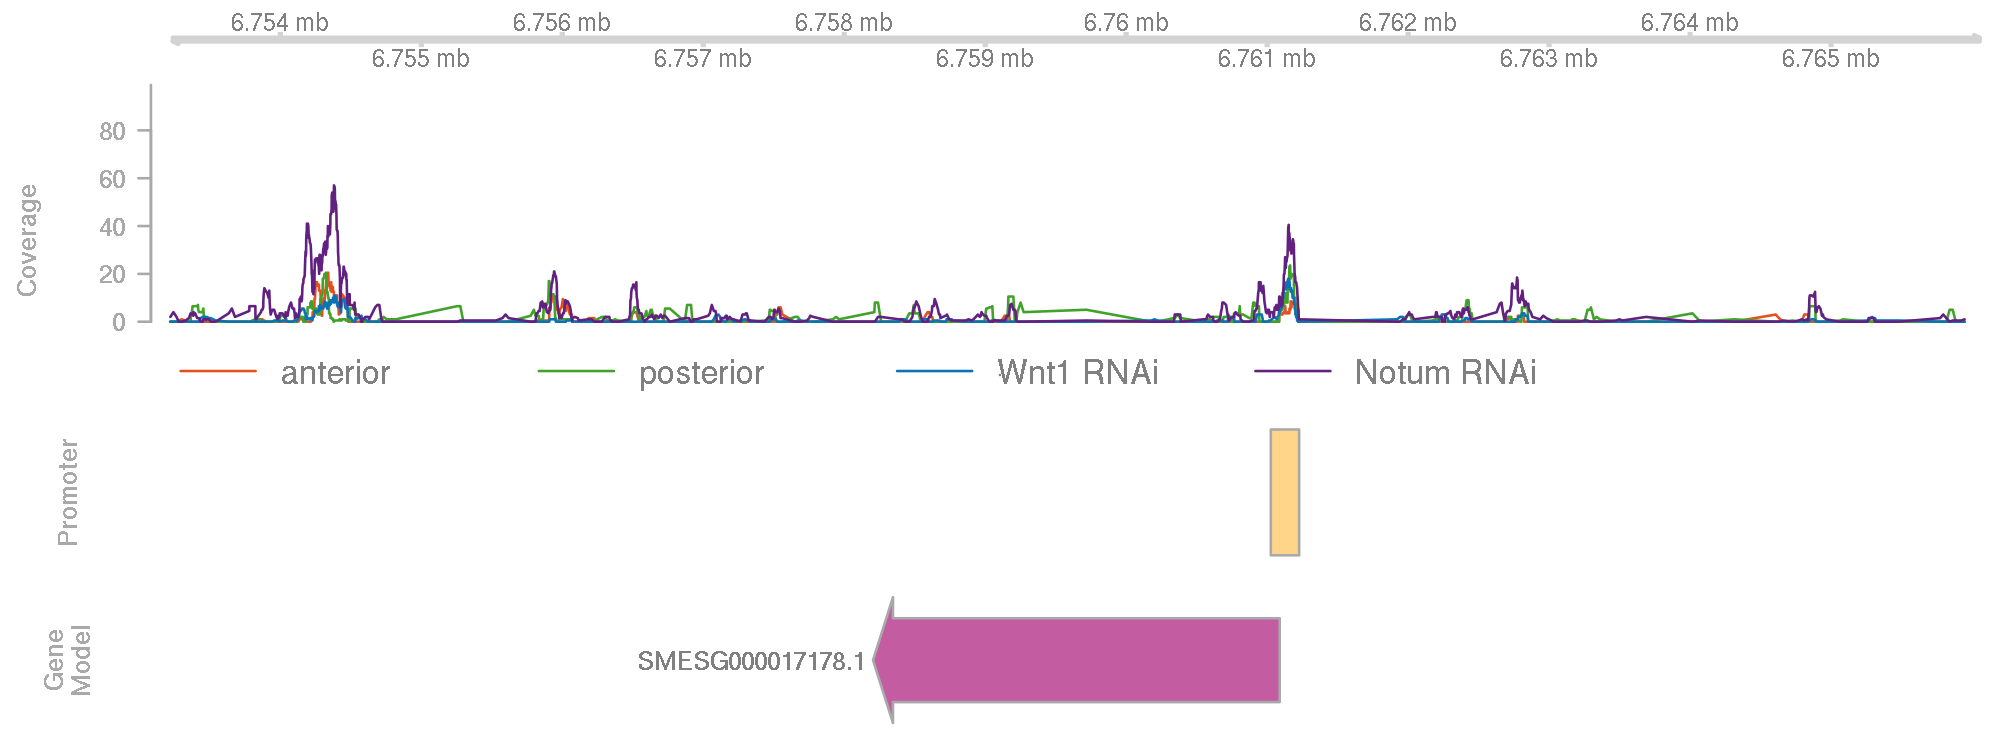 6.754 mb 6.756 mb 6.758 mb 6.76 mb 6.762 mb 6.764 mb
6.755 mb 6.757 mb 6.759 mb 6.761 mb 6.763 mb 6.765 mb
Coverage
80
60
40
20
0
anterior posterior Wnt1 RNAi Notum RNAi
Promoter
Gene
Model
SMESG000017178.1